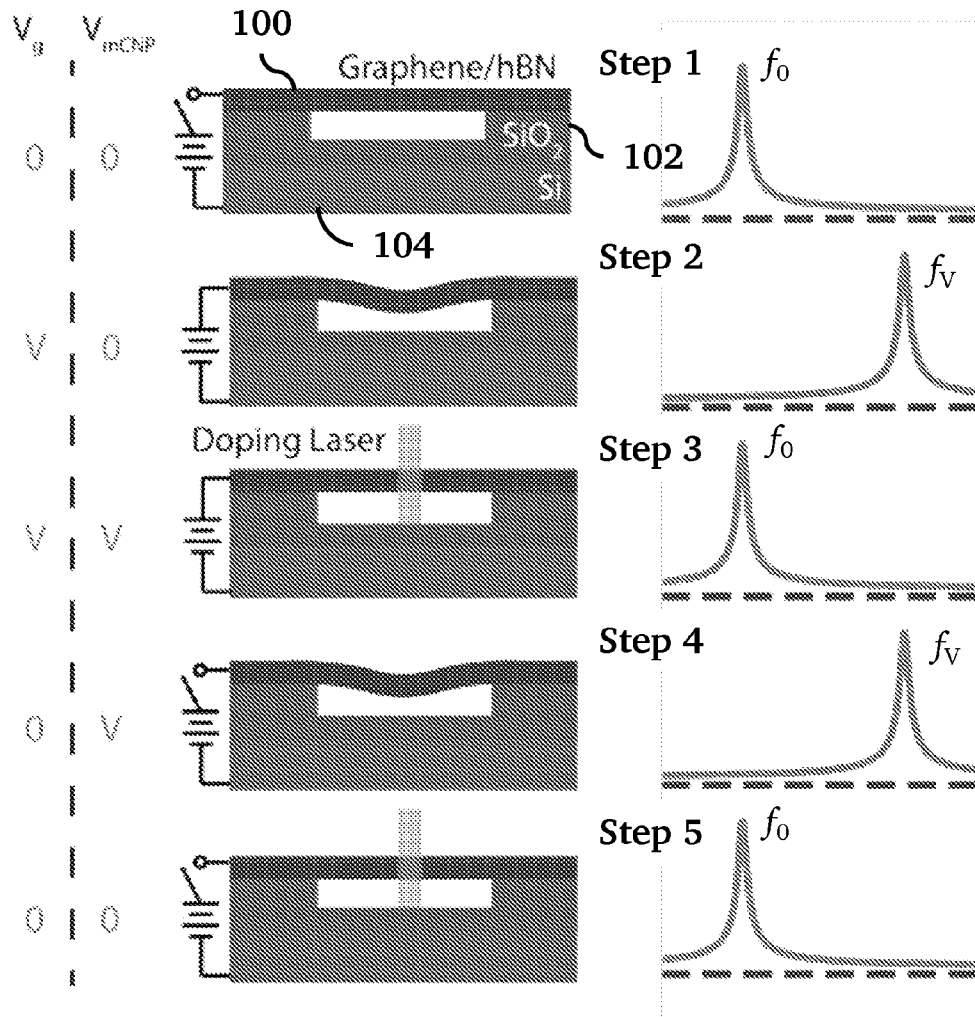 V_g V_mCNP
100
Graphene/hBN
Step 1
f_0
0 0
SiO_2
102
Si
104
Step 2
f_V
V 0
Doping Laser
Step 3
f_0
V V
Step 4
f_V
0 V
Step 5
f_0
0 0